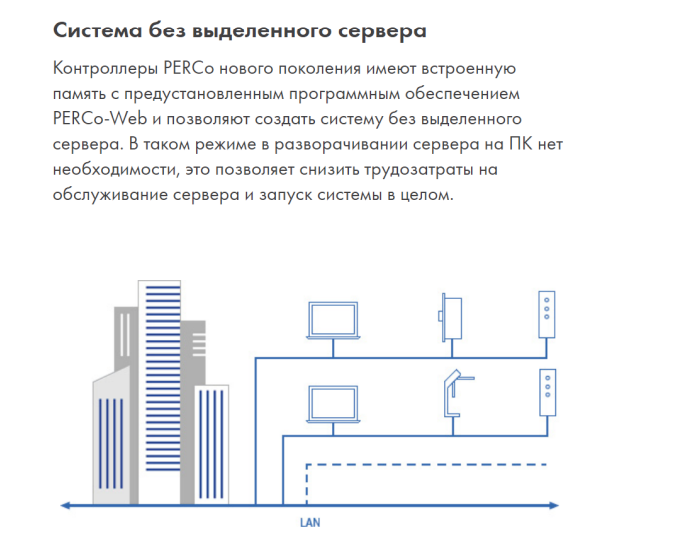 Система без выделенного сервера
Контроллеры PERCo нового поколения имеют встроенную
память с предустановленным программным обеспечением
PERCo-Web и позволяют создать систему без выделенного
сервера. В таком режиме в разворачивании сервера на ПК нет
необходимости, это позволяет снизить трудозатраты на
обслуживание сервера и запуск системы в целом.
LAN